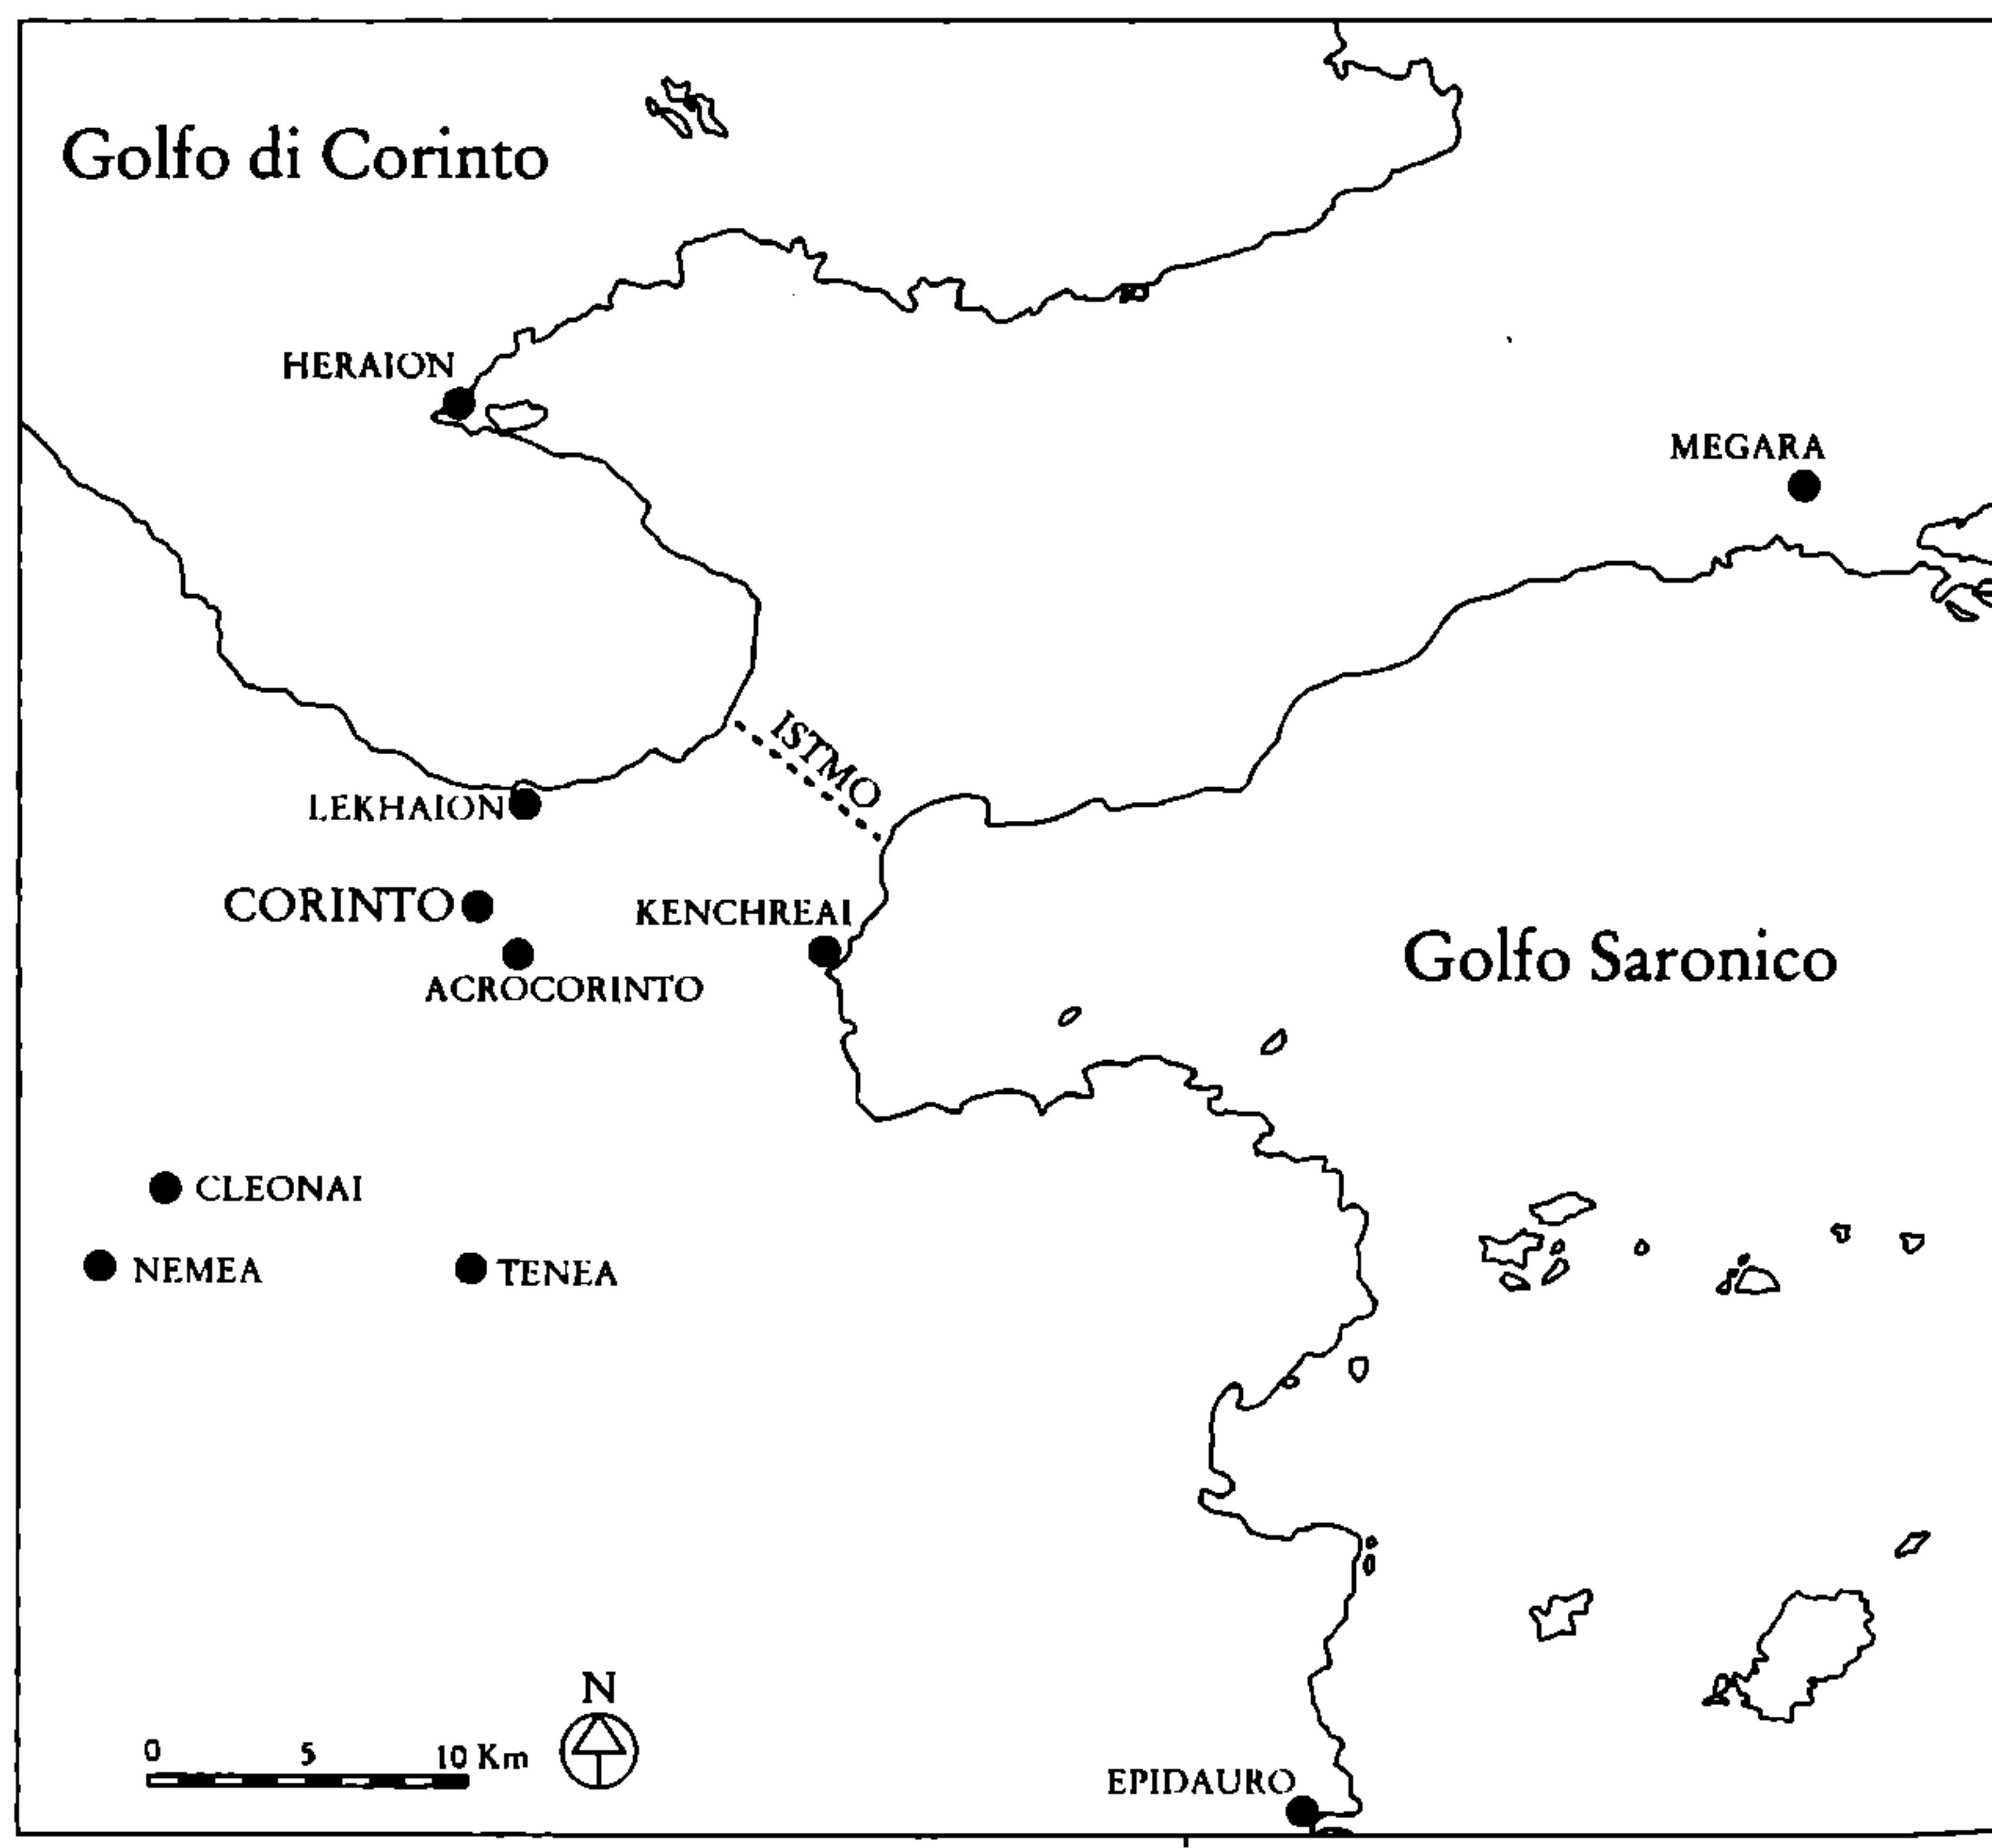 Golfo di Corinto
HERAION
MEGARA
ISTMO
LEKHAION
CORINTO
KENCHREAI
ACROCORINTO
Golfo Saronico
CLEONAI
NEMEA
TENEA
N
0 5 10 Km
EPIDAURO